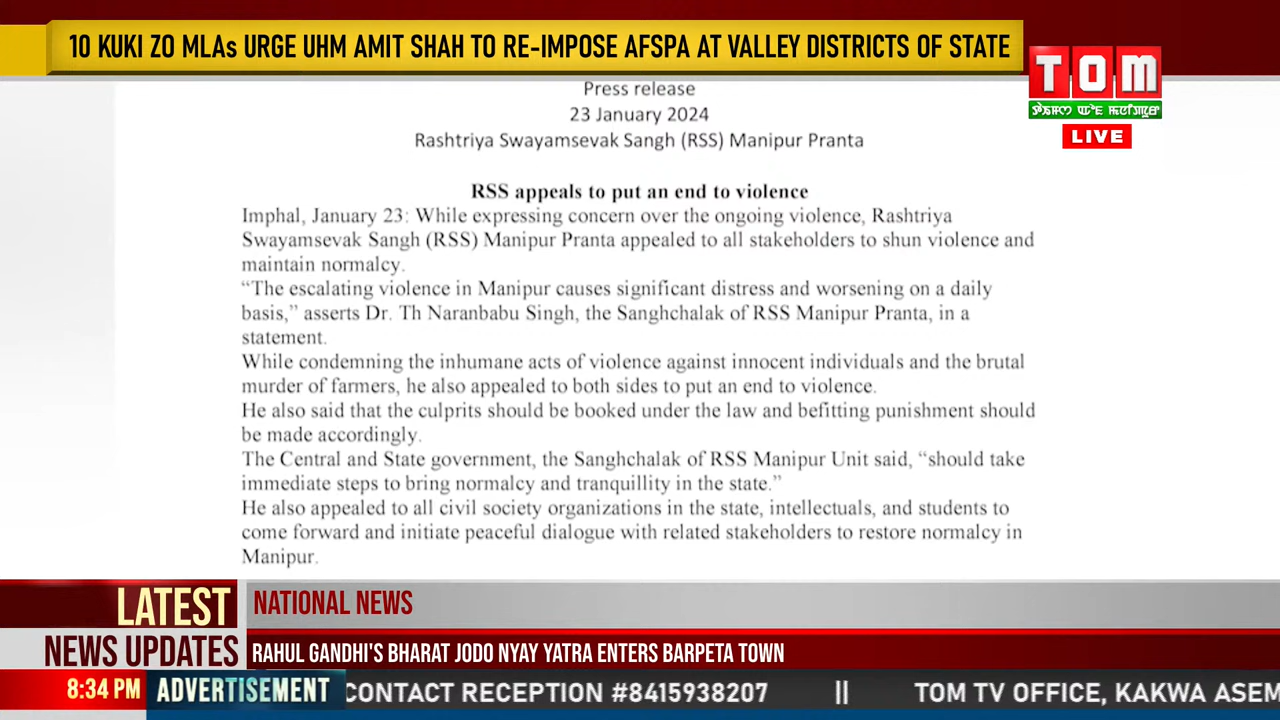 10 KUKI ZO MLAs URGE UHM AMIT SHAH TO RE-IMPOSE AFSPA AT VALLEY DISTRICTS OF STATE
TOM
LIVE
Press release
23 January 2024
Rashtriya Swayamsevak Sangh (RSS) Manipur Pranta
RSS appeals to put an end to violence
Imphal, January 23: While expressing concern over the ongoing violence, Rashtriya
Swayamsevak Sangh (RSS) Manipur Pranta appealed to all stakeholders to shun violence and
maintain normalcy.
“The escalating violence in Manipur causes significant distress and worsening on a daily
basis,” asserts Dr. Th Naranbabu Singh, the Sanghchalak of RSS Manipur Pranta, in a
statement.
While condemning the inhumane acts of violence against innocent individuals and the brutal
murder of farmers, he also appealed to both sides to put an end to violence.
He also said that the culprits should be booked under the law and befitting punishment should
be made accordingly.
The Central and State government, the Sanghchalak of RSS Manipur Unit said, “should take
immediate steps to bring normalcy and tranquillity in the state.”
He also appealed to all civil society organizations in the state, intellectuals, and students to
come forward and initiate peaceful dialogue with related stakeholders to restore normalcy in
Manipur.
LATEST
NEWS UPDATES
NATIONAL NEWS
RAHUL GANDHI'S BHARAT JODO NYAY YATRA ENTERS BARPETA TOWN
8:34 PM ADVERTISEMENT CONTACT RECEPTION #8415938207 || TOM TV OFFICE, KAKWA ASEM